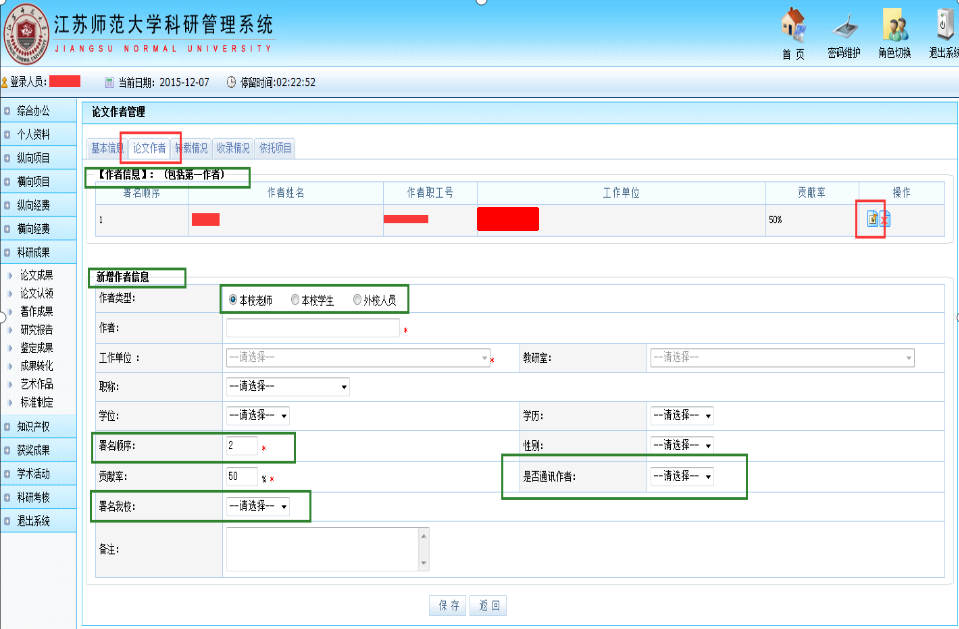 江苏师范大学科研管理系统
JIANGSU NORMAL UNIVERSITY
首 页
密码维护
角色切换
退出系统
登录人员:
当前日期: 2015-12-07
停留时间:02:22:52
综合办公
个人资料
纵向项目
横向项目
纵向经费
横向经费
科研成果
论文成果
论文认领
著作成果
研究报告
鉴定成果
成果转化
艺术作品
标准制定
知识产权
获奖成果
学术活动
科研考核
退出系统
论文作者管理
基本信息 论文作者 转载情况 收录情况 依托项目
【作者信息】：（包括第一作者）
署名顺序 作者姓名 作者职工号 工作单位 贡献率 操作
1 50%
新增作者信息
作者类型: 本校老师 本校学生 外校人员
作者: *
工作单位 : --请选择-- * 教研室: --请选择--
职称: --请选择--
学位: --请选择-- 学历: --请选择--
署名顺序: 2 * 性别: --请选择--
贡献率: 50 % * 是否通讯作者: --请选择--
署名我校: --请选择--
备注:
保 存 返 回